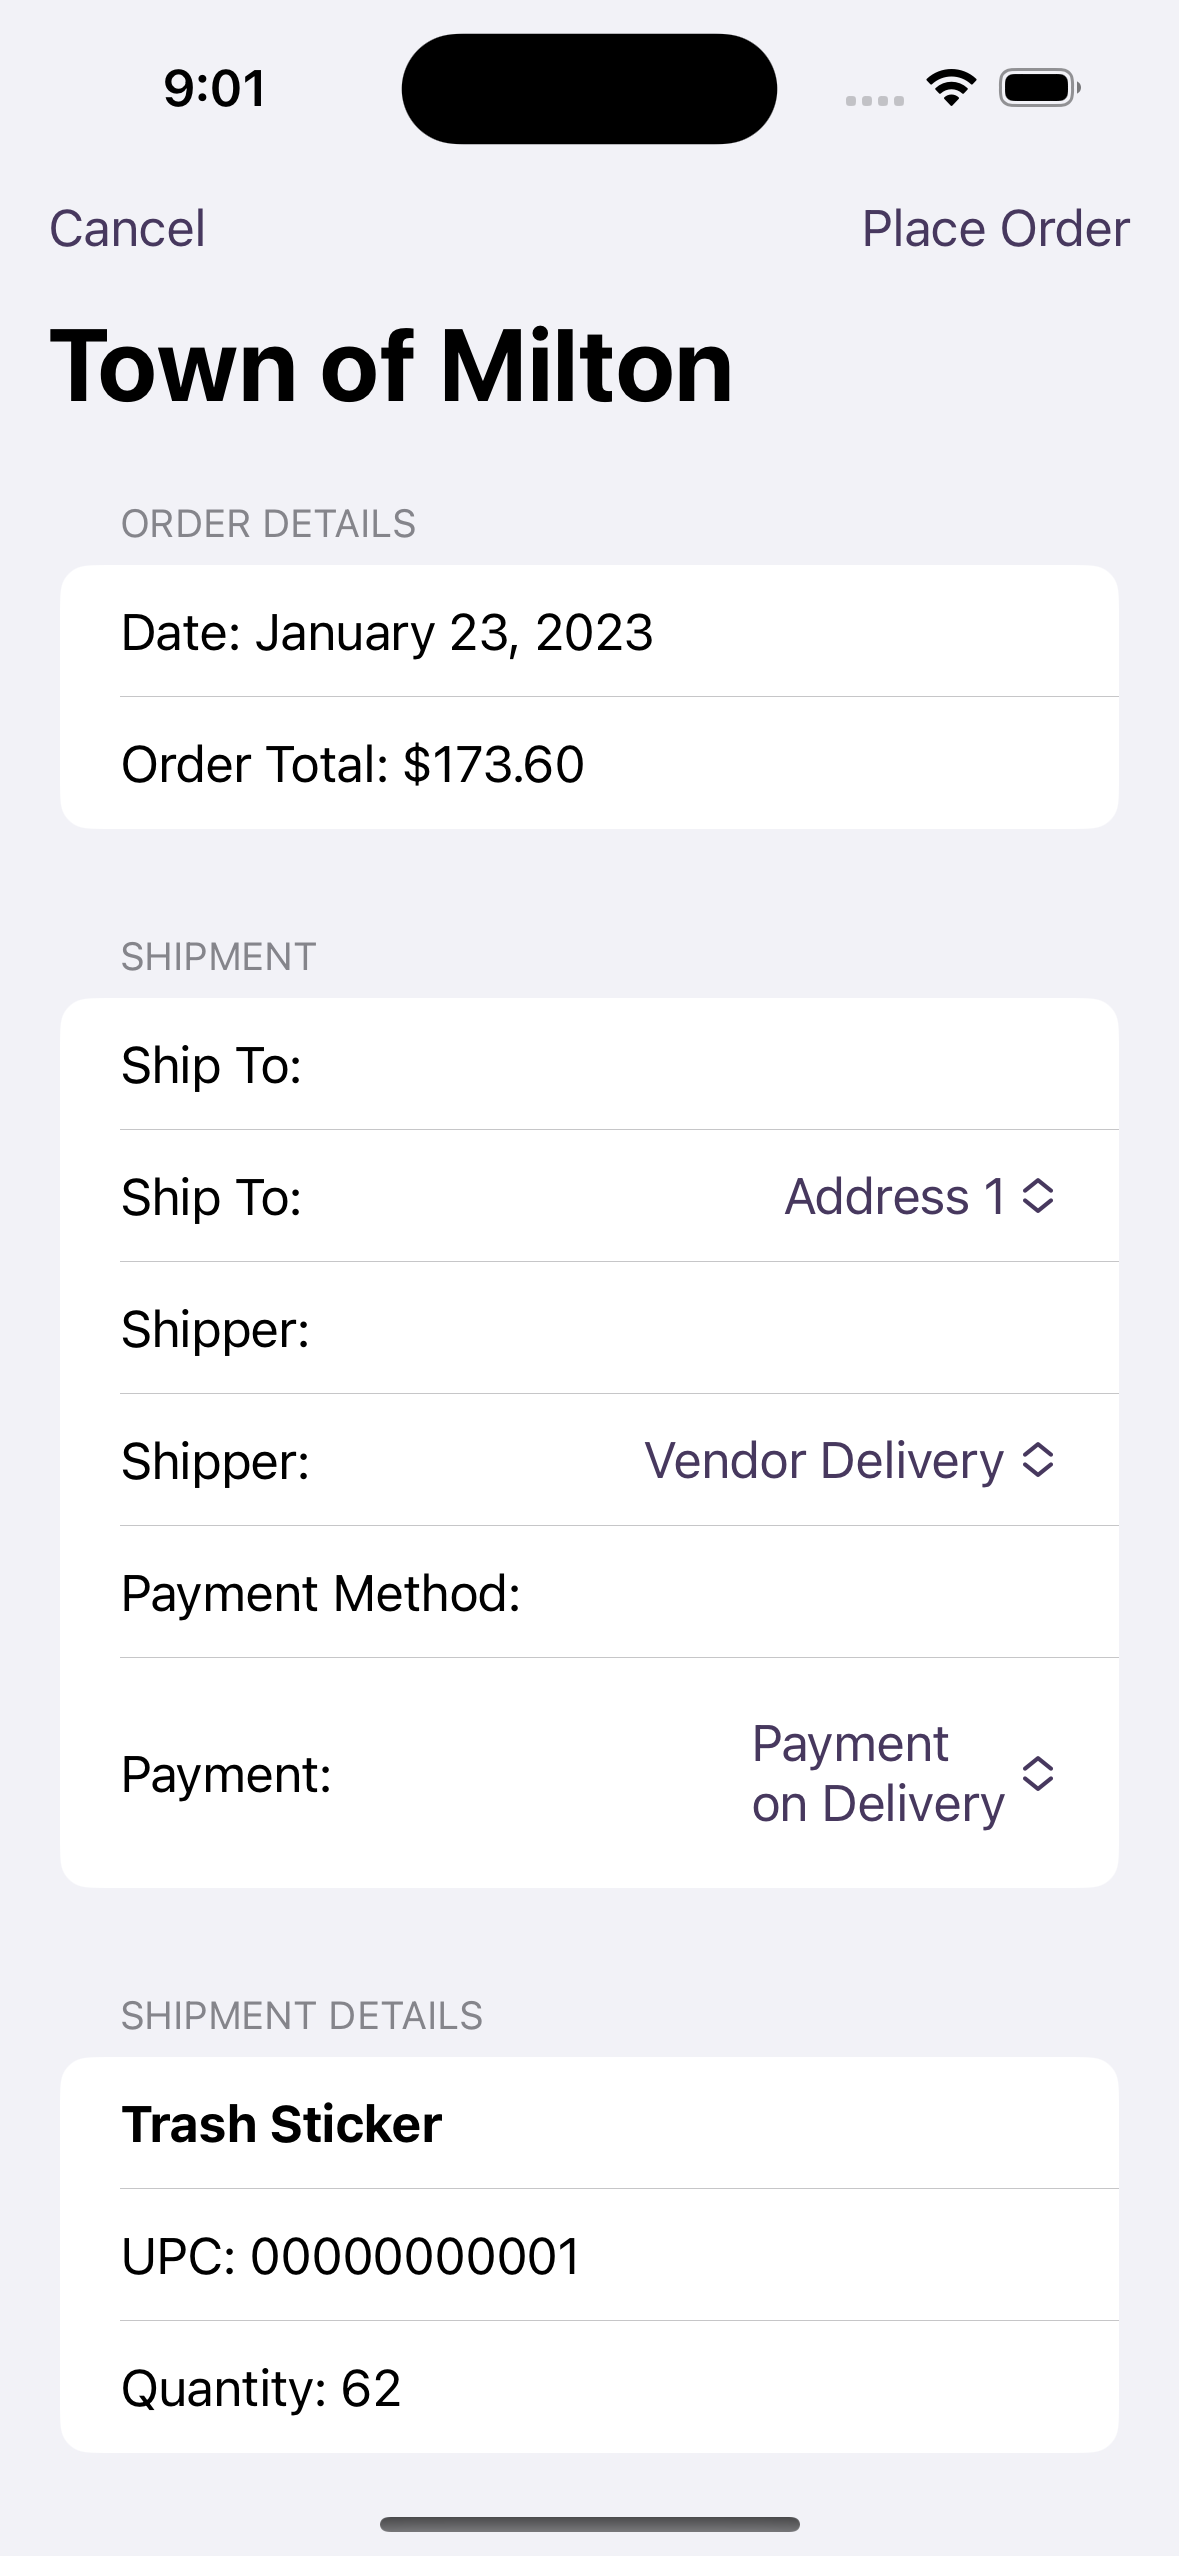 9:01
Cancel Place Order
Town of Milton
ORDER DETAILS
Date: January 23, 2023
Order Total: $173.60
SHIPMENT
Ship To:
Ship To: Address 1
Shipper:
Shipper: Vendor Delivery
Payment Method:
Payment: Payment
on Delivery
SHIPMENT DETAILS
Trash Sticker
UPC: 00000000001
Quantity: 62